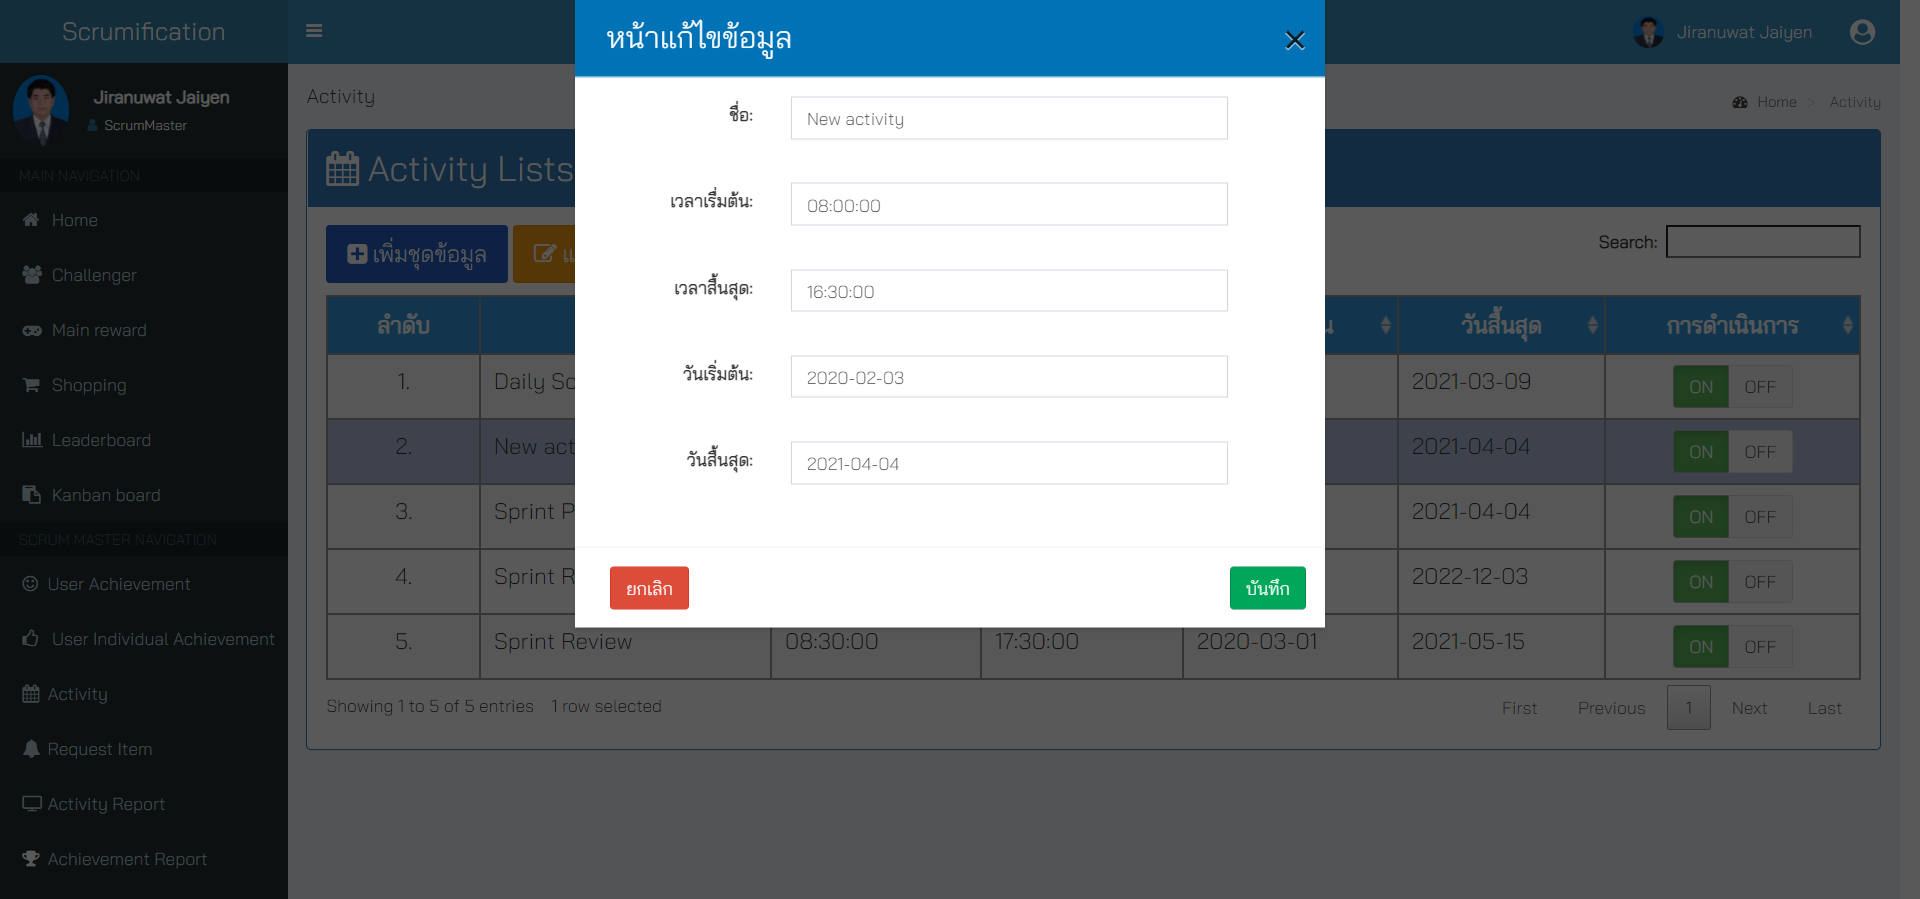 Scrumification
Jiranuwat Jaiyen
Jiranuwat Jaiyen
ScrumMaster
MAIN NAVIGATION
Home
Challenger
Main reward
Shopping
Leaderboard
Kanban board
SCRUM MASTER NAVIGATION
User Achievement
User Individual Achievement
Activity
Request Item
Activity Report
Achievement Report
Activity
Home > Activity
Activity Lists
เพิ่มชุดข้อมูล
Search:
ลำดับ วันสิ้นสุด การดำเนินการ
1. Daily Sc 2021-03-09 ON OFF
2. New act 2021-04-04 ON OFF
3. Sprint P 2021-04-04 ON OFF
4. Sprint R 2022-12-03 ON OFF
5. Sprint Review 08:30:00 17:30:00 2020-03-01 2021-05-15 ON OFF
Showing 1 to 5 of 5 entries 1 row selected
First Previous 1 Next Last
หน้าแก้ไขข้อมูล
ชื่อ: New activity
เวลาเริ่มต้น: 08:00:00
เวลาสิ้นสุด: 16:30:00
วันเริ่มต้น: 2020-02-03
วันสิ้นสุด: 2021-04-04
ยกเลิก
บันทึก